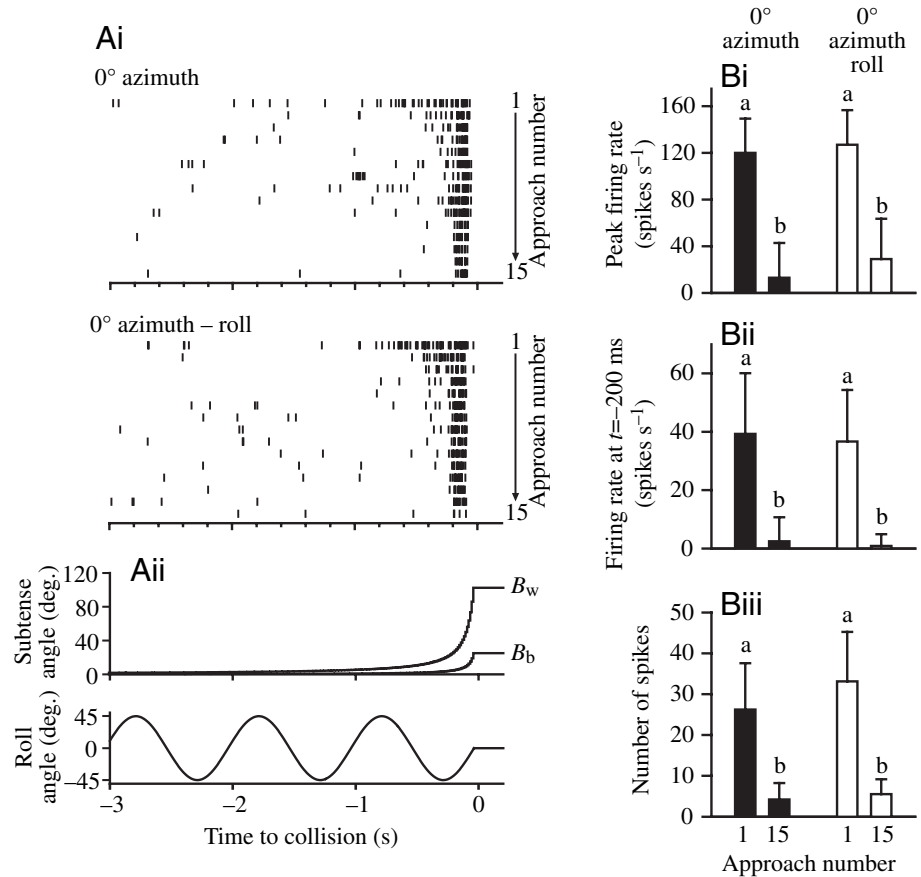 Ai
0° azimuth
1
Approach number
15
0° azimuth – roll
1
Approach number
15
Aii
Subtense
angle (deg.)
120
80
40
0
B_w
B_b
Roll
angle (deg.)
45
0
–45
–3
–2
–1
0
Time to collision (s)
0°
azimuth
0°
azimuth
roll
Bi
Peak firing rate
(spikes s⁻¹)
160
120
80
40
0
a
b
a
b
Bii
Firing rate at t=–200 ms
(spikes s⁻¹)
60
40
20
0
a
b
a
b
Biii
Number of spikes
50
40
30
20
10
0
a
b
a
b
1 15 1 15
Approach number